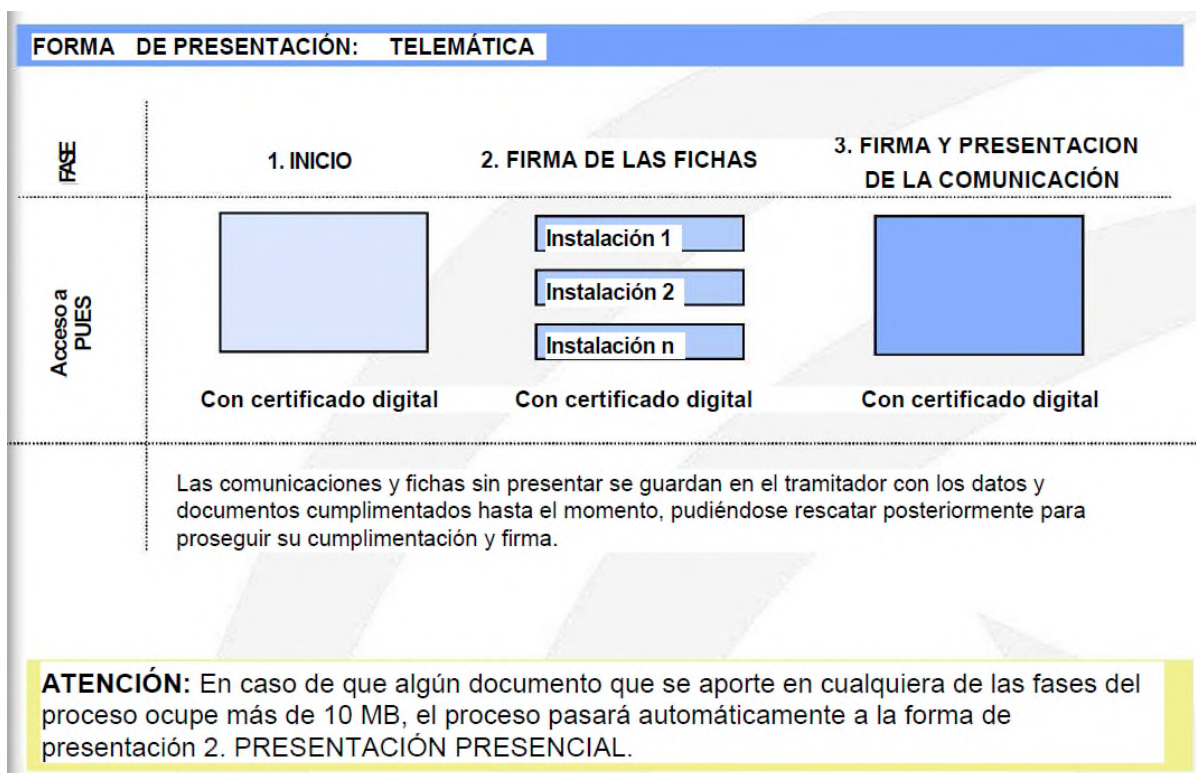 FORMA DE PRESENTACIÓN: TELEMÁTICA
FASE
1. INICIO
2. FIRMA DE LAS FICHAS
3. FIRMA Y PRESENTACION
DE LA COMUNICACIÓN
Acceso a
PUES
Instalación 1
Instalación 2
Instalación n
Con certificado digital
Con certificado digital
Con certificado digital
Las comunicaciones y fichas sin presentar se guardan en el tramitador con los datos y
documentos cumplimentados hasta el momento, pudiéndose rescatar posteriormente para
proseguir su cumplimentación y firma.
ATENCIÓN: En caso de que algún documento que se aporte en cualquiera de las fases del
proceso ocupe más de 10 MB, el proceso pasará automáticamente a la forma de
presentación 2. PRESENTACIÓN PRESENCIAL.